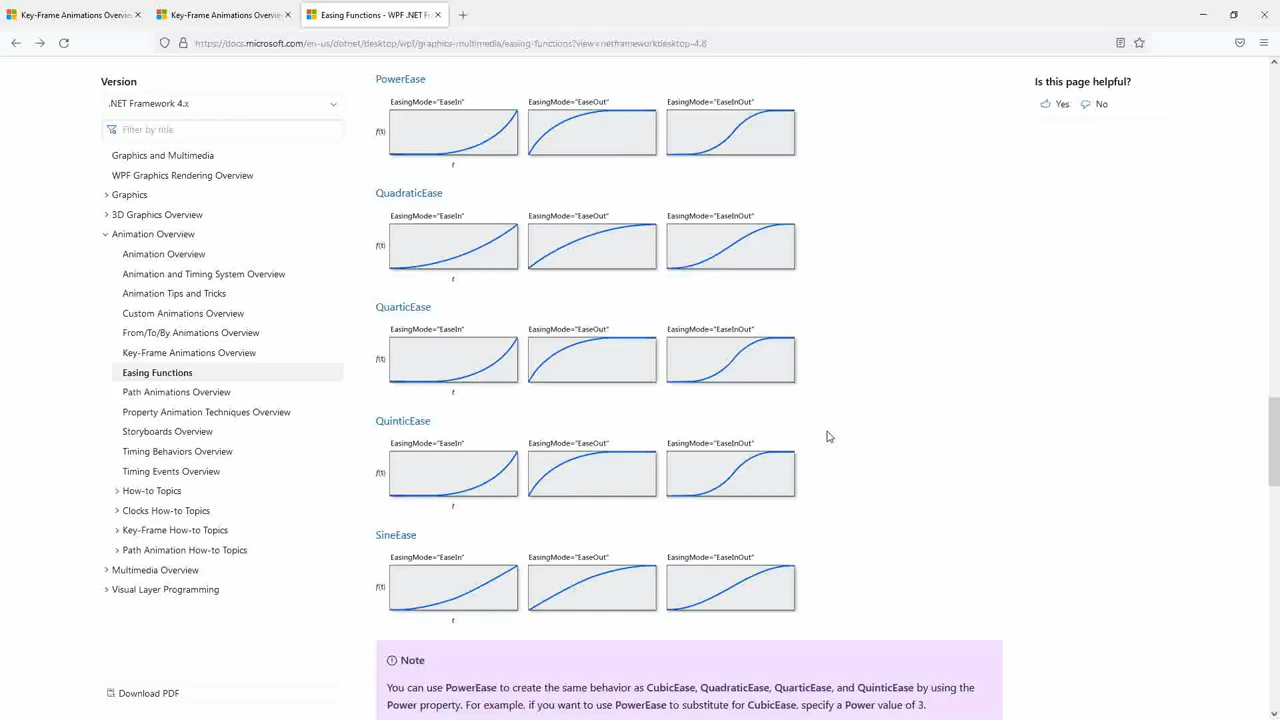 Key-Frame Animations Overvie
Key-Frame Animations Overvie
Easing Functions - WPF .NET F
https://docs.microsoft.com/en-us/dotnet/desktop/wpf/graphics-multimedia/easing-functions?view=netframeworkdesktop-4.8
Version
.NET Framework 4.x
Filter by title
Graphics and Multimedia
WPF Graphics Rendering Overview
Graphics
3D Graphics Overview
Animation Overview
Animation Overview
Animation and Timing System Overview
Animation Tips and Tricks
Custom Animations Overview
From/To/By Animations Overview
Key-Frame Animations Overview
Easing Functions
Path Animations Overview
Property Animation Techniques Overview
Storyboards Overview
Timing Behaviors Overview
Timing Events Overview
How-to Topics
Clocks How-to Topics
Key-Frame How-to Topics
Path Animation How-to Topics
Multimedia Overview
Visual Layer Programming
Download PDF
PowerEase
EasingMode="EaseIn" EasingMode="EaseOut" EasingMode="EaseInOut"
f(t)
t
QuadraticEase
EasingMode="EaseIn" EasingMode="EaseOut" EasingMode="EaseInOut"
f(t)
t
QuarticEase
EasingMode="EaseIn" EasingMode="EaseOut" EasingMode="EaseInOut"
f(t)
t
QuinticEase
EasingMode="EaseIn" EasingMode="EaseOut" EasingMode="EaseInOut"
f(t)
t
SineEase
EasingMode="EaseIn" EasingMode="EaseOut" EasingMode="EaseInOut"
f(t)
t
Note
You can use PowerEase to create the same behavior as CubicEase, QuadraticEase, QuarticEase, and QuinticEase by using the
Power property. For example, if you want to use PowerEase to substitute for CubicEase, specify a Power value of 3.
Is this page helpful?
Yes No